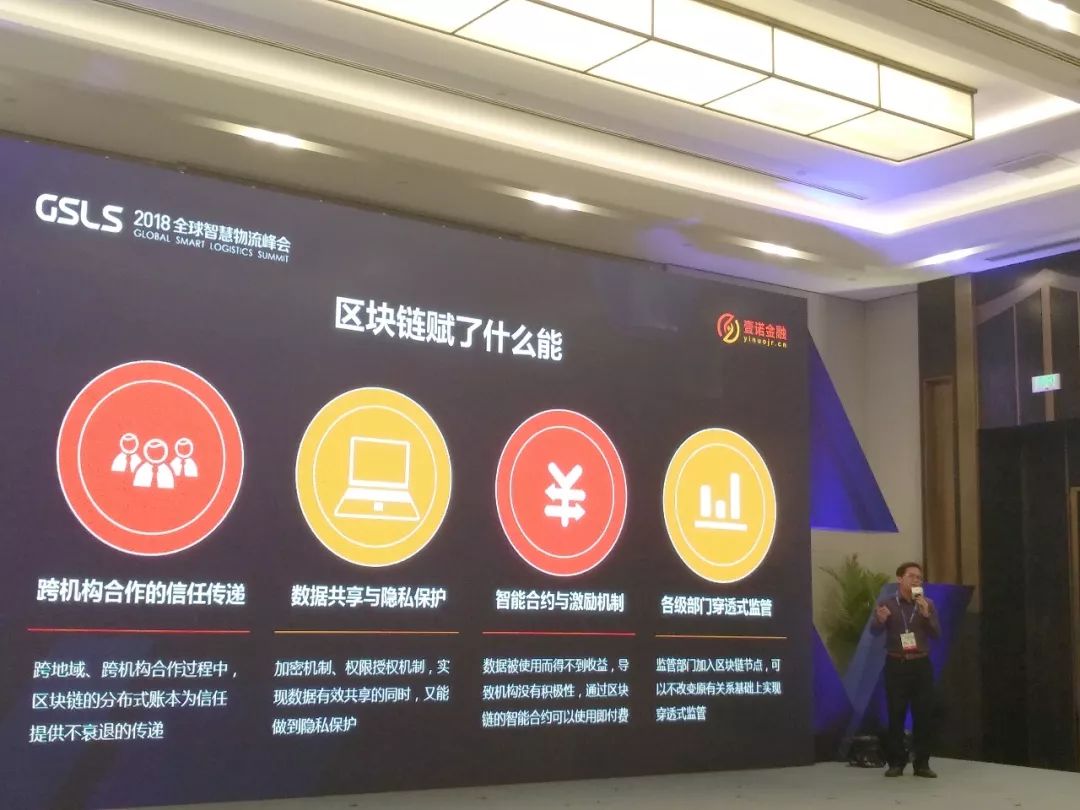 GSLS 2018全球智慧物流峰会
GLOBAL SMART LOGISTICS SUMMIT
区块链赋了什么能
壹诺金融
yinuojr.cn
跨机构合作的信任传递
跨地域、跨机构合作过程中，
区块链的分布式账本为信任
提供不衰退的传递
数据共享与隐私保护
加密机制、权限授权机制，实
现数据有效共享的同时，又能
做到隐私保护
智能合约与激励机制
数据被使用而得不到收益，导
致机构没有积极性，通过区块
链的智能合约可以使用即付费
各级部门穿透式监管
监管部门加入区块链节点，可
以不改变原有关系基础上实现
穿透式监管